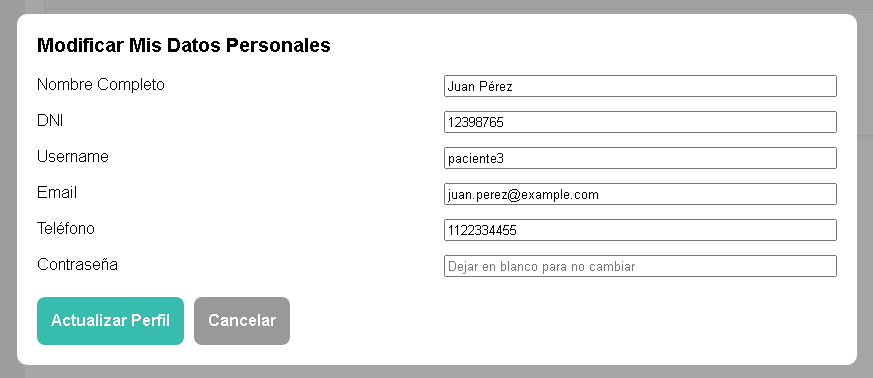 Modificar Mis Datos Personales
Nombre Completo Juan Pérez
DNI 12398765
Username paciente3
Email juan.perez@example.com
Teléfono 1122334455
Contraseña Dejar en blanco para no cambiar
Actualizar Perfil Cancelar